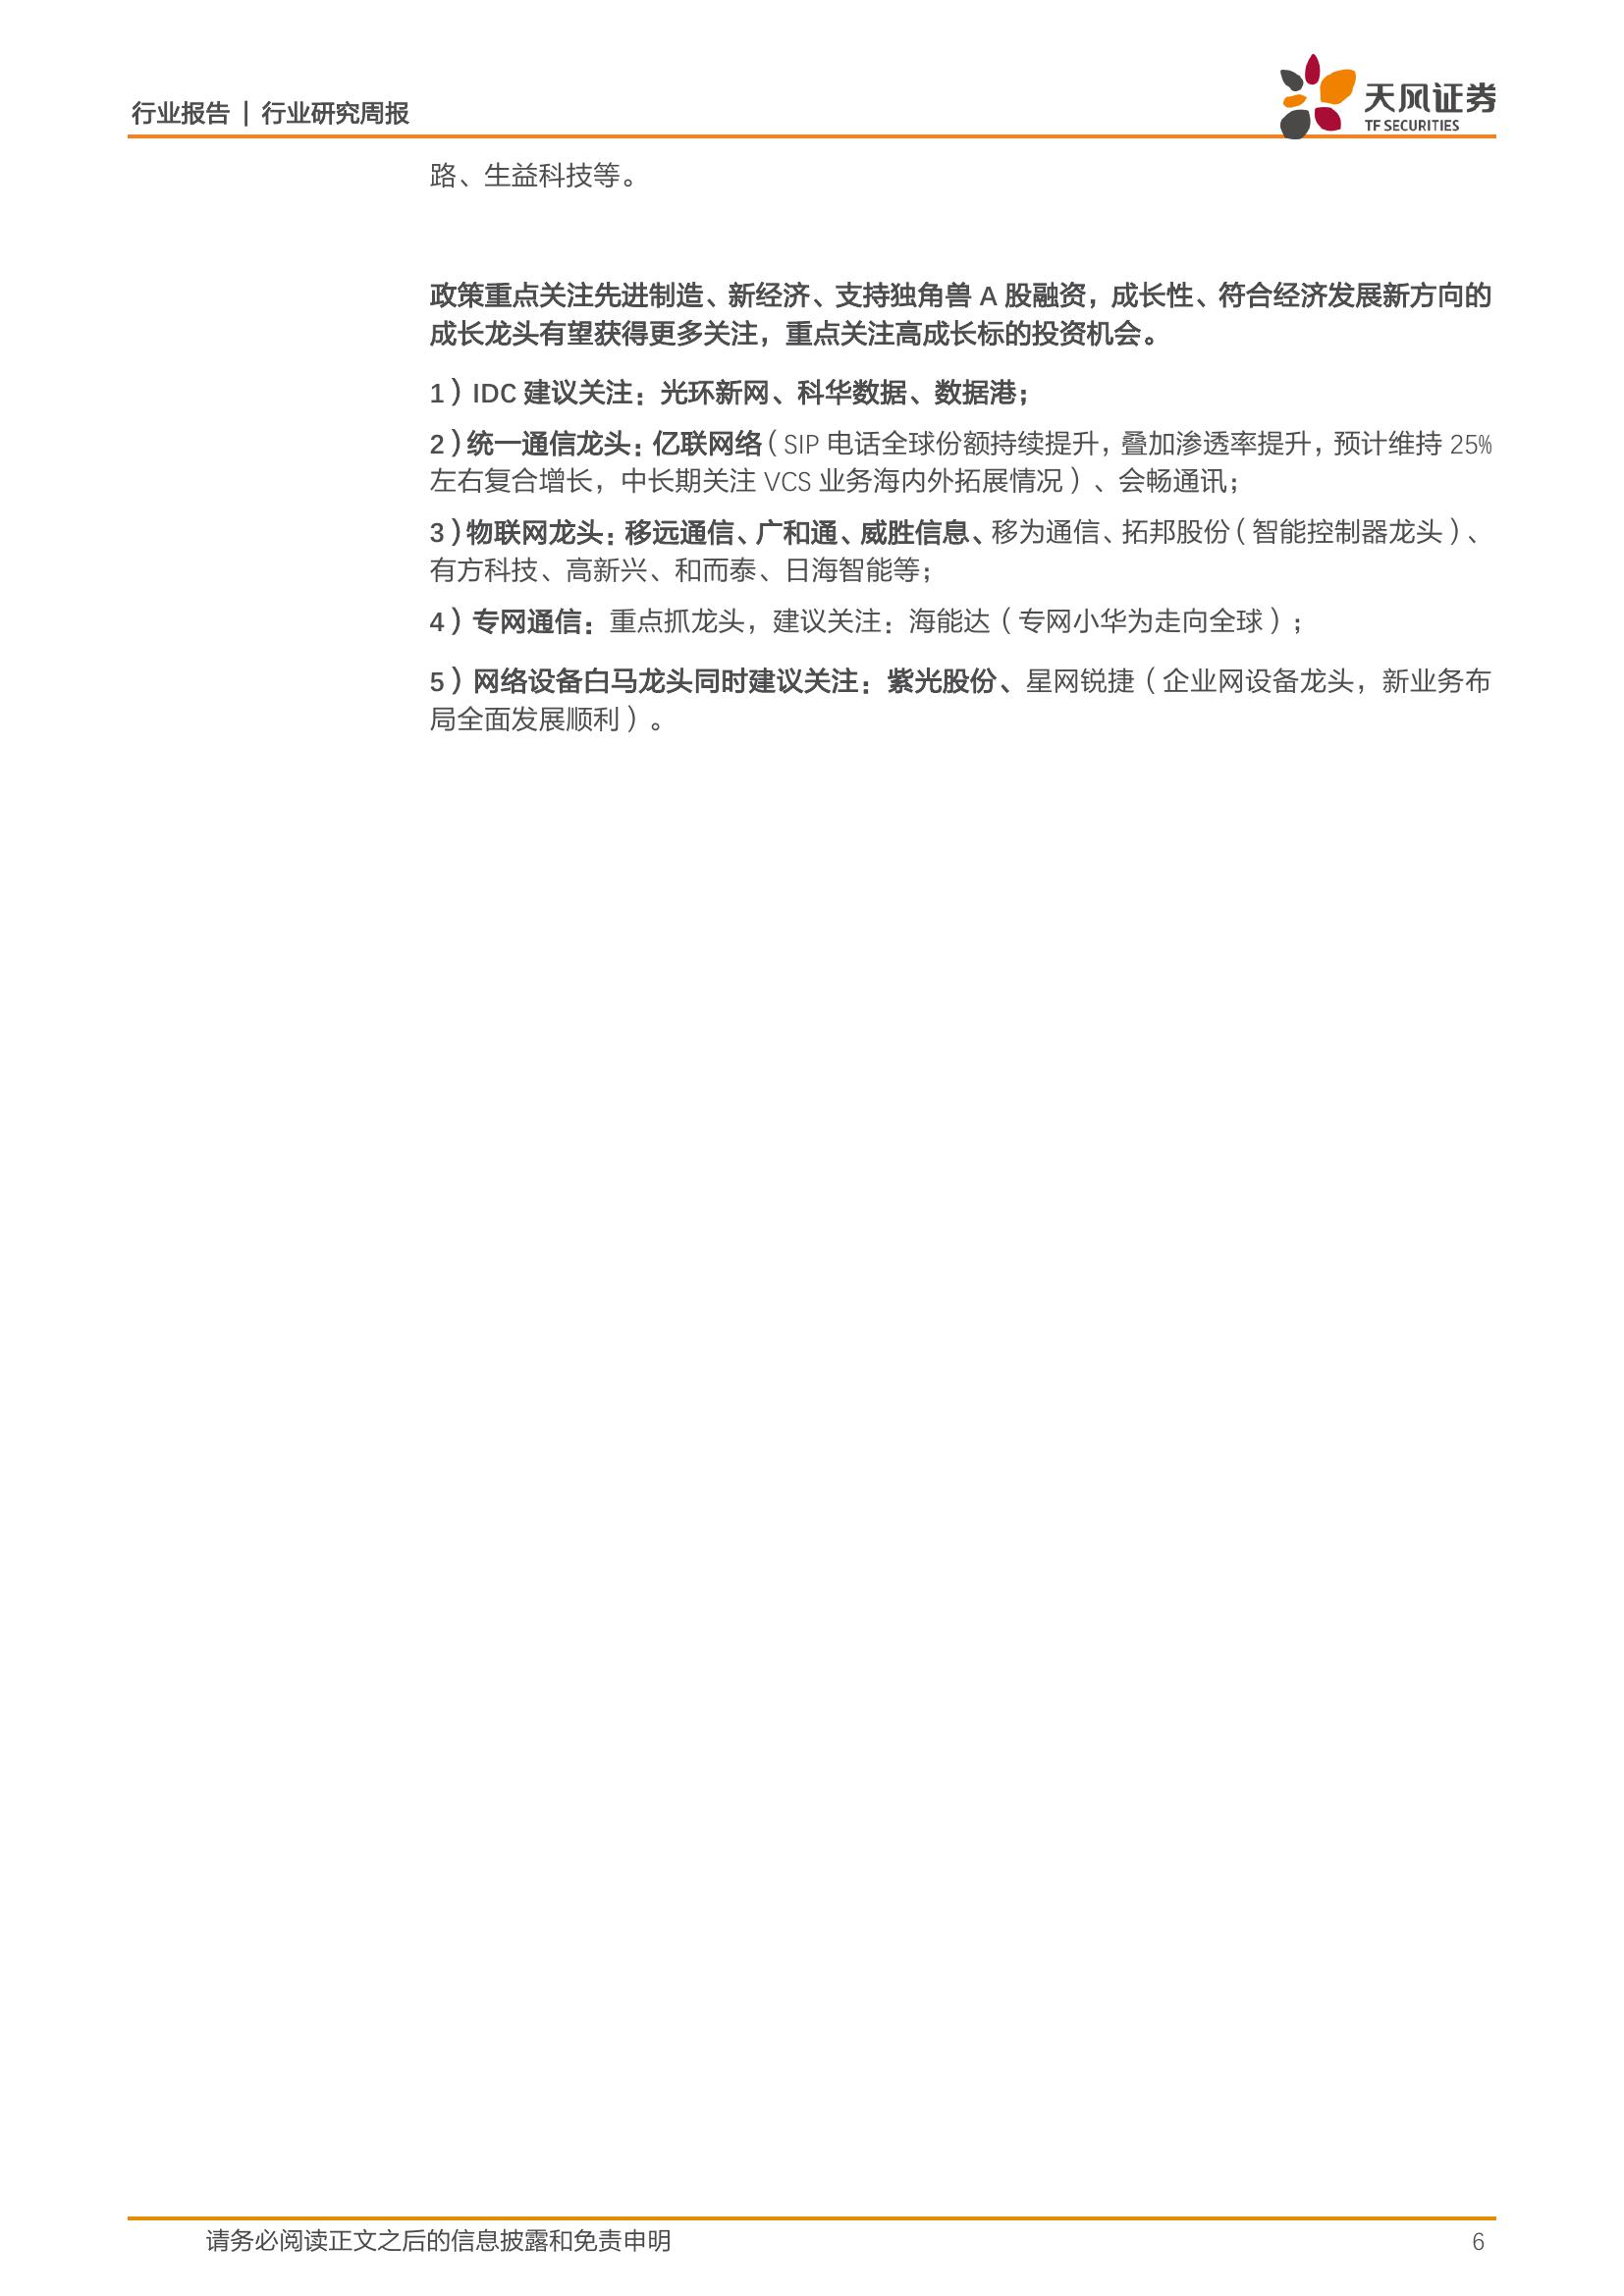 行业报告 | 行业研究周报
天风证券
TF SECURITIES
路、生益科技等。
政策重点关注先进制造、新经济、支持独角兽 A 股融资，成长性、符合经济发展新方向的
成长龙头有望获得更多关注，重点关注高成长标的投资机会。
1）IDC 建议关注：光环新网、科华数据、数据港；
2）统一通信龙头：亿联网络（SIP 电话全球份额持续提升，叠加渗透率提升，预计维持 25%
左右复合增长，中长期关注 VCS 业务海内外拓展情况）、会畅通讯；
3）物联网龙头：移远通信、广和通、威胜信息、移为通信、拓邦股份（智能控制器龙头）、
有方科技、高新兴、和而泰、日海智能等；
4）专网通信：重点抓龙头，建议关注：海能达（专网小华为走向全球）；
5）网络设备白马龙头同时建议关注：紫光股份、星网锐捷（企业网设备龙头，新业务布
局全面发展顺利）。
请务必阅读正文之后的信息披露和免责申明
6